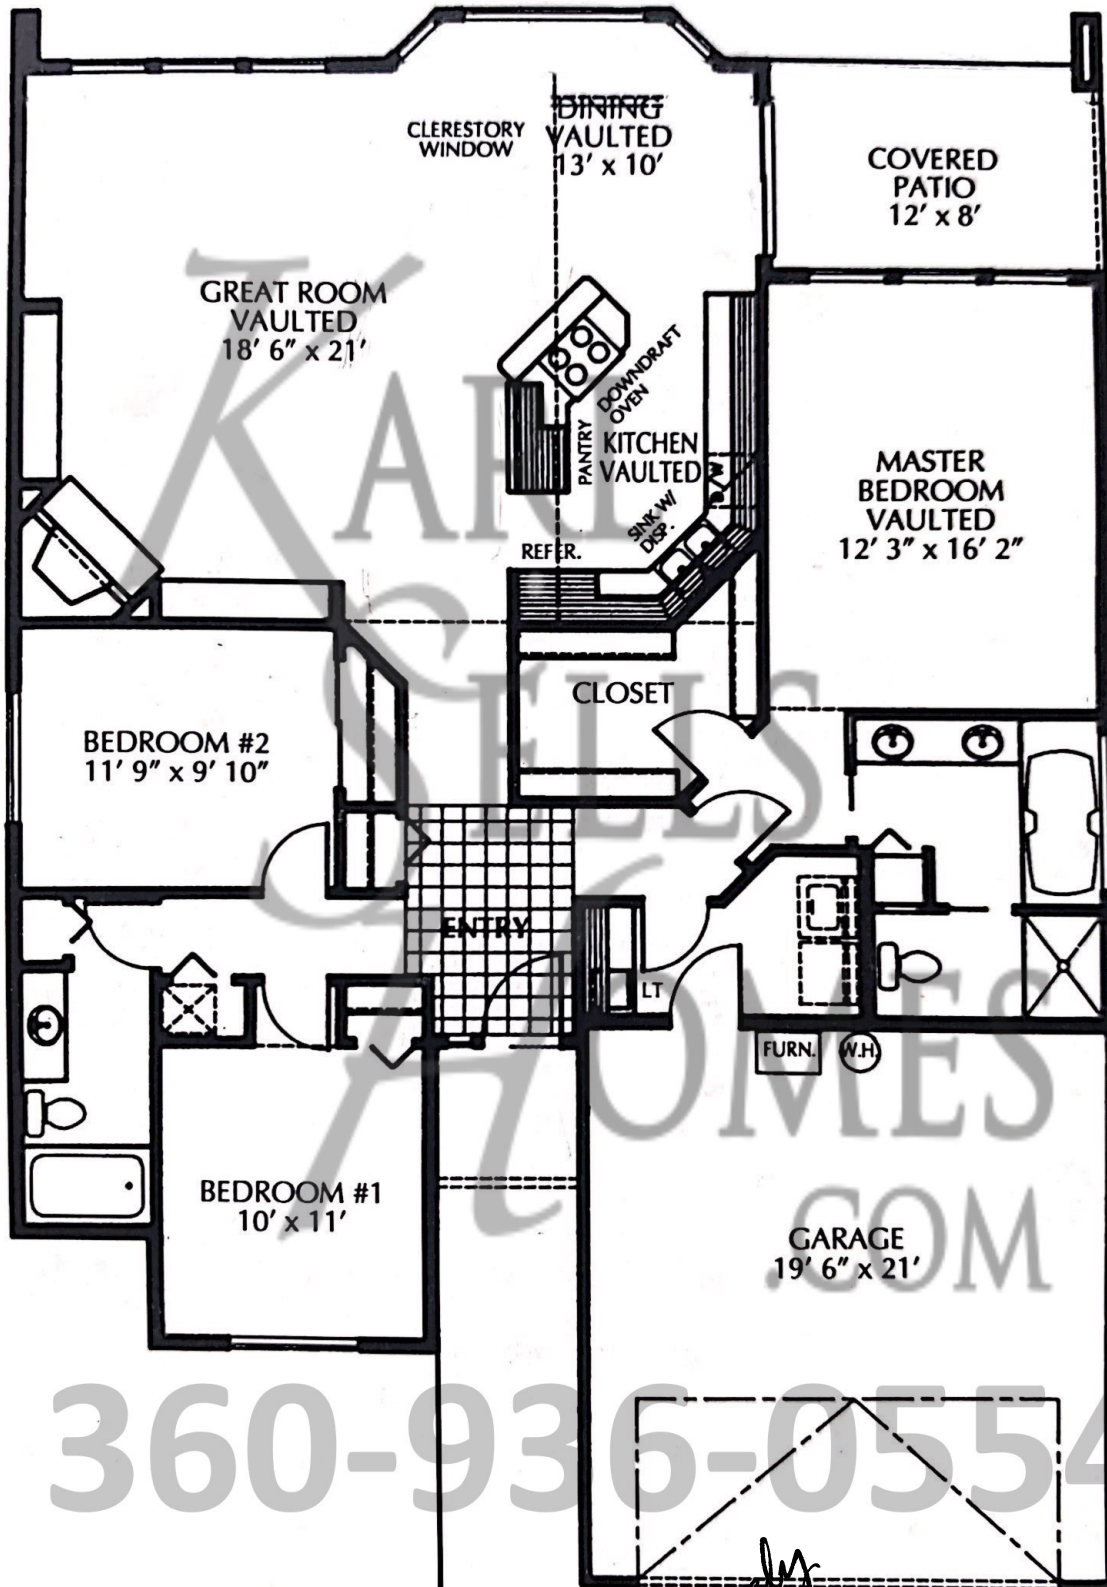 CLERESTORY
WINDOW
DINING
VAULTED
13' x 10'
COVERED
PATIO
12' x 8'
GREAT ROOM
VAULTED
18' 6" x 21'
DOWNDRAFT
OVEN
PANTRY
KITCHEN
VAULTED
SINK W/
DISP.
REFER.
MASTER
BEDROOM
VAULTED
12' 3" x 16' 2"
CLOSET
BEDROOM #2
11' 9" x 9' 10"
ENTRY
LT
FURN.
W.H.
BEDROOM #1
10' x 11'
GARAGE
19' 6" x 21'
SELLS
HOMES
.COM
360-936-0554